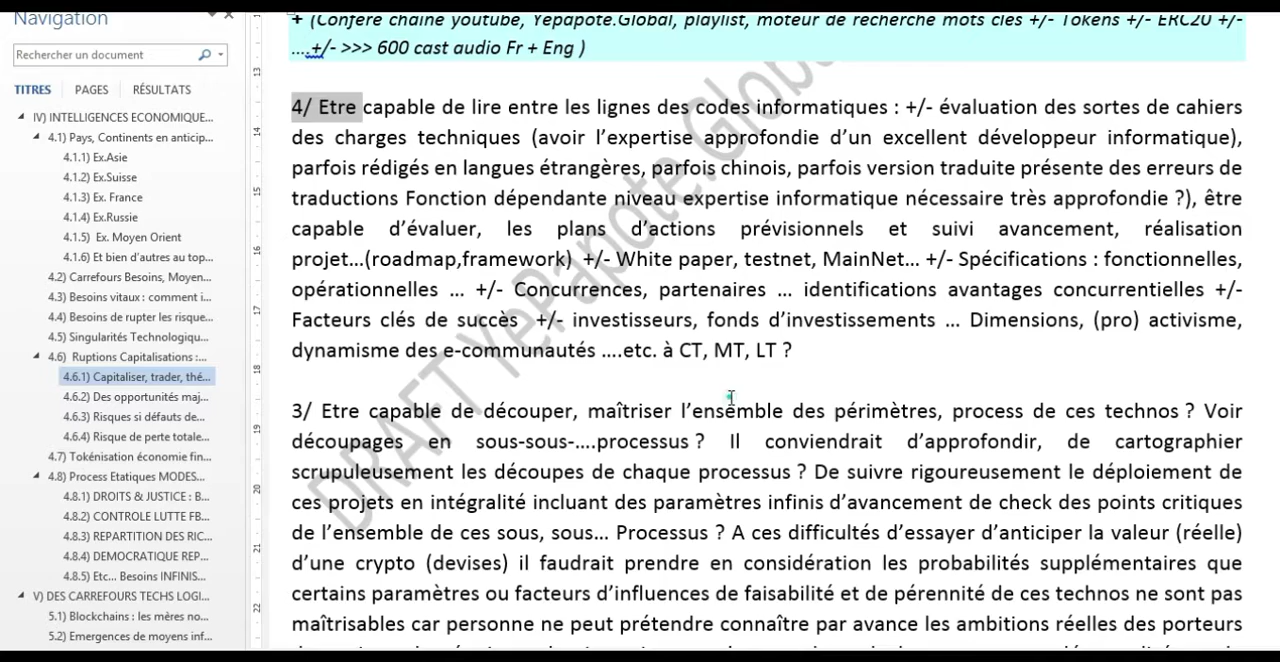 Navigation
Rechercher un document
TITRES PAGES RÉSULTATS
IV) INTELLIGENCES ECONOMIQUE...
4.1) Pays, Continents en anticip...
4.1.1) Ex.Asie
4.1.2) Ex.Suisse
4.1.3) Ex. France
4.1.4) Ex.Russie
4.1.5) Ex. Moyen Orient
4.1.6) Et bien d'autres au top...
4.2) Carrefours Besoins, Moyen...
4.3) Besoins vitaux : comment i...
4.4) Besoins de rupter les risque...
4.5) Singularités Technologiqu...
4.6) Ruptions Capitalisations :...
4.6.1) Capitaliser, trader, thé...
4.6.2) Des opportunités maj...
4.6.3) Risques si défauts de...
4.6.4) Risque de perte totale...
4.7) Tokénisation économie fin...
4.8) Process Etatiques MODES...
4.8.1) DROITS & JUSTICE : B...
4.8.2) CONTROLE LUTTE FB...
4.8.3) REPARTITION DES RIC...
4.8.4) DEMOCRATIQUE REP...
4.8.5) Etc... Besoins INFINIS...
V) DES CARREFOURS TECHS LOGI...
5.1) Blockchains : les mères no...
5.2) Emergences de moyens inf...
13
14
15
16
17
18
19
20
21
22
+ (Confère chaine youtube, Yepapote.Global, playlist, moteur de recherche mots clés +/- Tokens +/- ERC20 +/-
....+/- >>> 600 cast audio Fr + Eng )
4/ Etre capable de lire entre les lignes des codes informatiques : +/- évaluation des sortes de cahiers
des charges techniques (avoir l'expertise approfondie d'un excellent développeur informatique),
parfois rédigés en langues étrangères, parfois chinois, parfois version traduite présente des erreurs de
traductions Fonction dépendante niveau expertise informatique nécessaire très approfondie ?), être
capable d'évaluer, les plans d'actions prévisionnels et suivi avancement, réalisation
projet...(roadmap,framework) +/- White paper, testnet, MainNet... +/- Spécifications : fonctionnelles,
opérationnelles ... +/- Concurrences, partenaires ... identifications avantages concurrentielles +/-
Facteurs clés de succès +/- investisseurs, fonds d'investissements ... Dimensions, (pro) activisme,
dynamisme des e-communautés ....etc. à CT, MT, LT ?
3/ Etre capable de découper, maîtriser l'ensemble des périmètres, process de ces technos ? Voir
découpages en sous-sous-....processus ? Il conviendrait d'approfondir, de cartographier
scrupuleusement les découpes de chaque processus ? De suivre rigoureusement le déploiement de
ces projets en intégralité incluant des paramètres infinis d'avancement de check des points critiques
de l'ensemble de ces sous, sous... Processus ? A ces difficultés d'essayer d'anticiper la valeur (réelle)
d'une crypto (devises) il faudrait prendre en considération les probabilités supplémentaires que
certains paramètres ou facteurs d'influences de faisabilité et de pérennité de ces technos ne sont pas
maîtrisables car personne ne peut prétendre connaître par avance les ambitions réelles des porteurs
DRAFT YePapote.Global